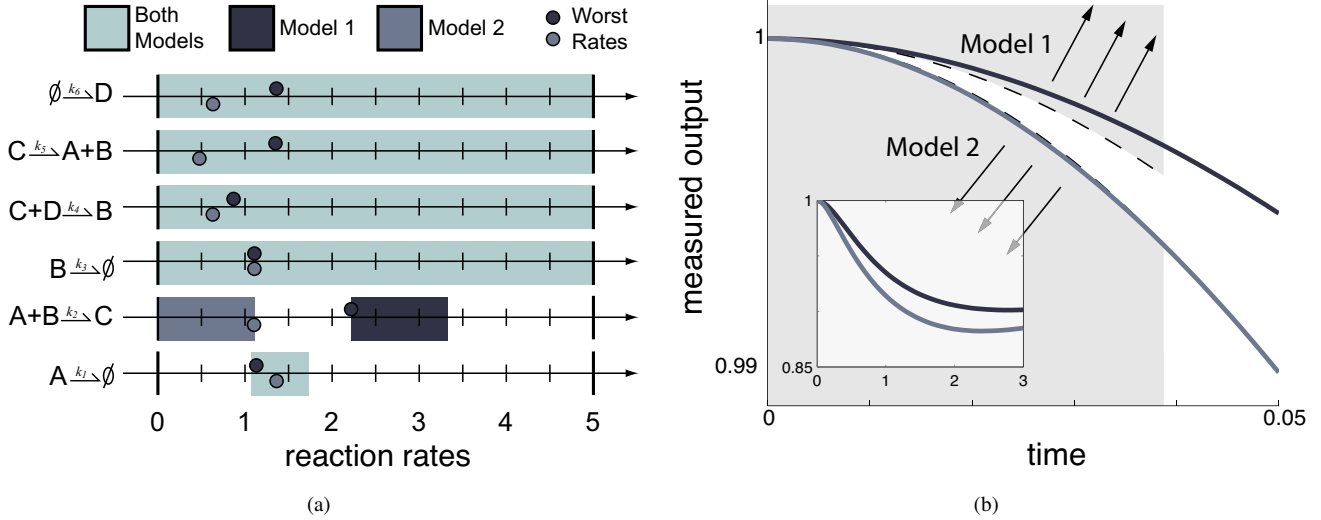 Both Models
Model 1
Model 2
Worst Rates
∅ k₆⇀ D
C k₅⇀ A+B
C+D k₄⇀ B
B k₃⇀ ∅
A+B k₂⇀ C
A k₁⇀ ∅
0 1 2 3 4 5
reaction rates
(a)
1
Model 1
Model 2
measured output
1
0.85
0 1 2 3
0.99
0 0.05
time
(b)